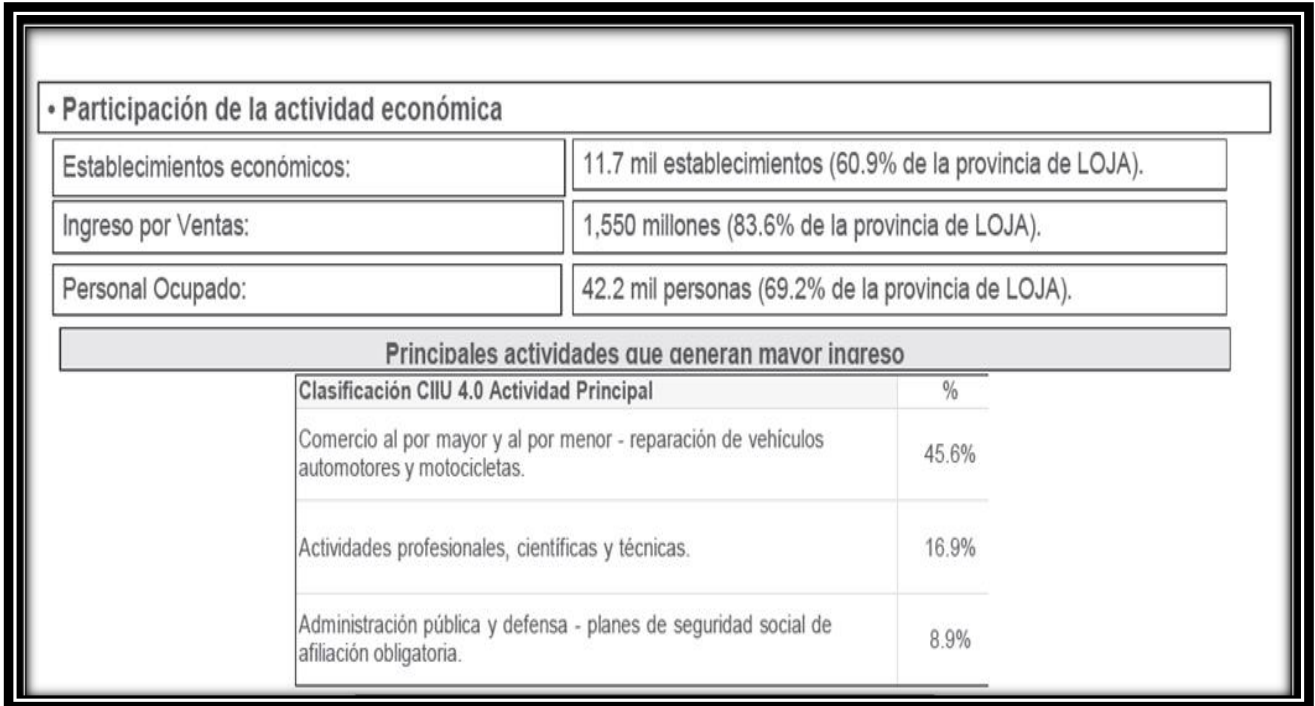 • Participación de la actividad económica
Establecimientos económicos:
11.7 mil establecimientos (60.9% de la provincia de LOJA).
Ingreso por Ventas:
1,550 millones (83.6% de la provincia de LOJA).
Personal Ocupado:
42.2 mil personas (69.2% de la provincia de LOJA).
Principales actividades que generan mayor ingreso
Clasificación CIIU 4.0 Actividad Principal
%
Comercio al por mayor y al por menor - reparación de vehículos
automotores y motocicletas.
45.6%
Actividades profesionales, científicas y técnicas.
16.9%
Administración pública y defensa - planes de seguridad social de
afiliación obligatoria.
8.9%